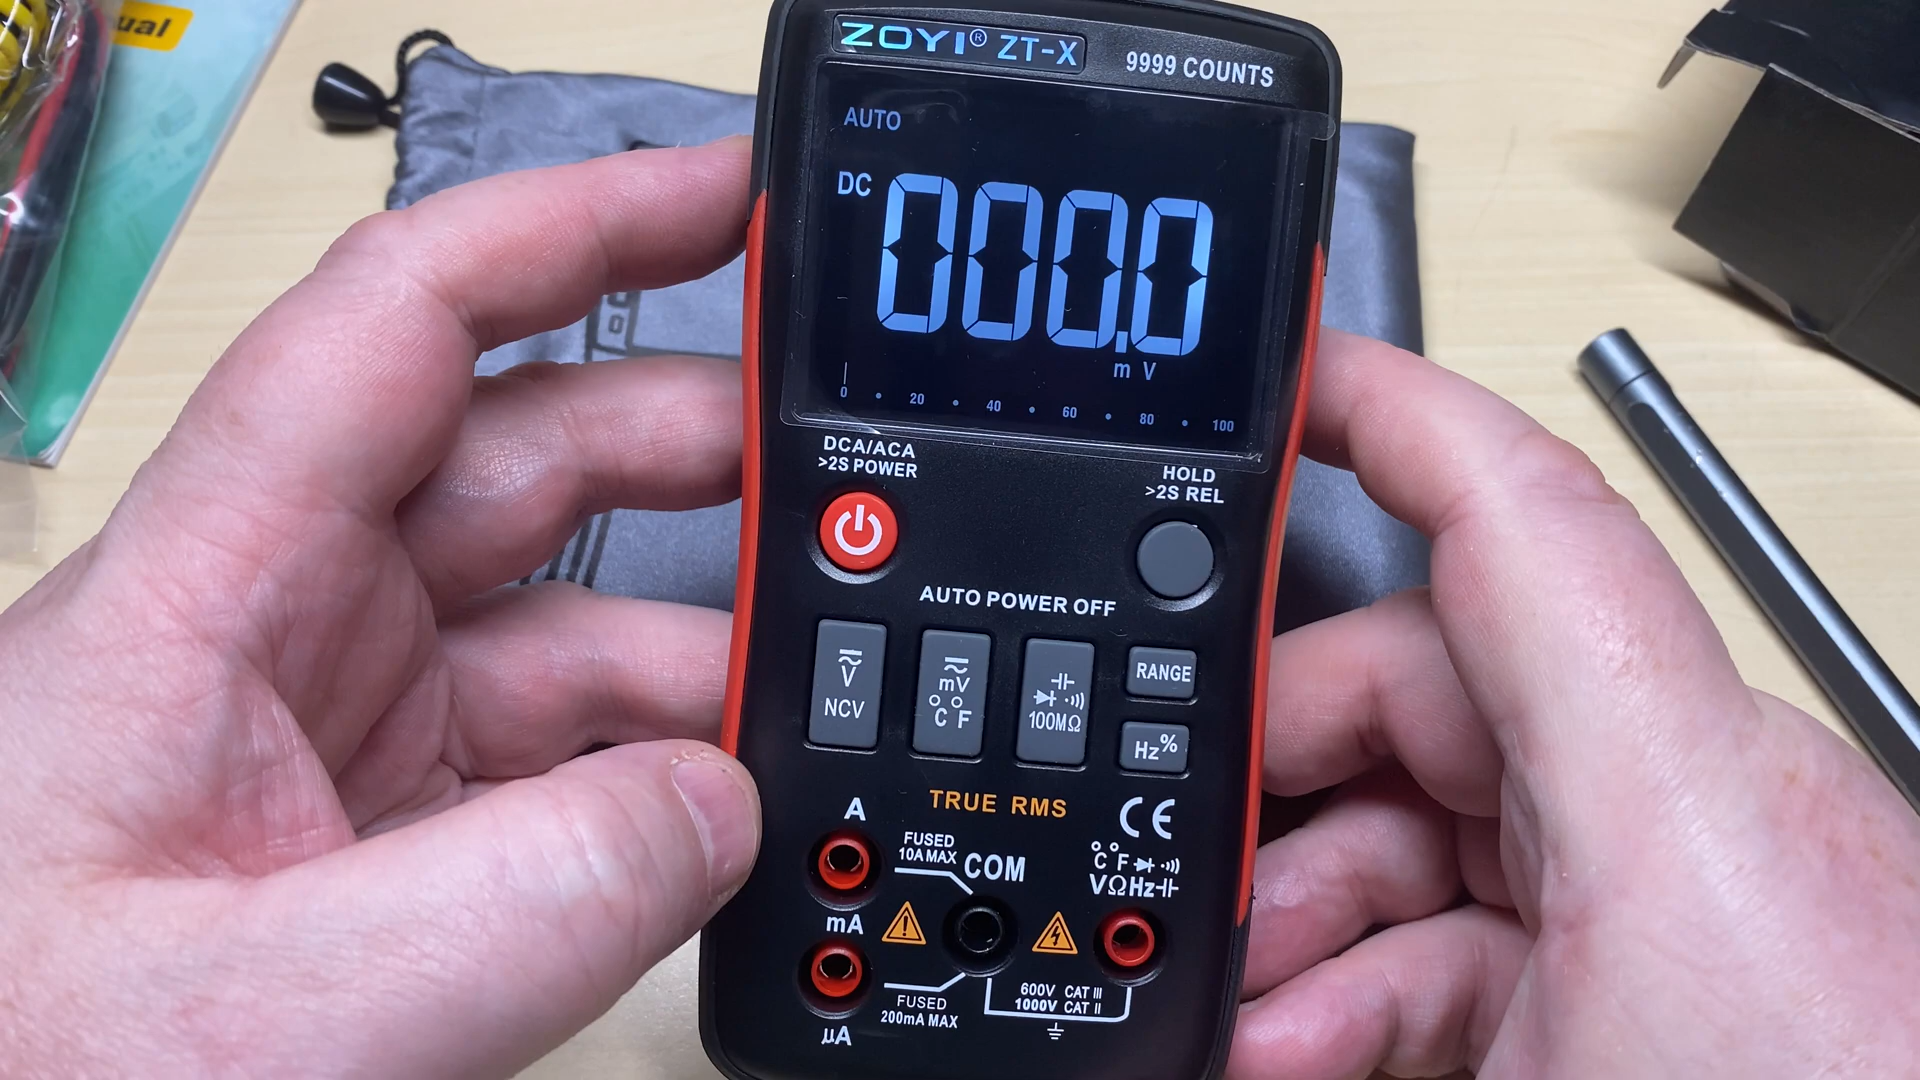 ual
ZOYI® ZT-X
9999 COUNTS
AUTO
DC
000.0
m V
0 20 40 60 80 100
DCA/ACA
>2S POWER
HOLD
>2S REL
AUTO POWER OFF
V
NCV
mV
°C °F
100MΩ
RANGE
Hz%
TRUE RMS
CE
A
FUSED
10A MAX
COM
°C °F
VΩHz
mA
FUSED
200mA MAX
600V CAT III
1000V CAT II
µA